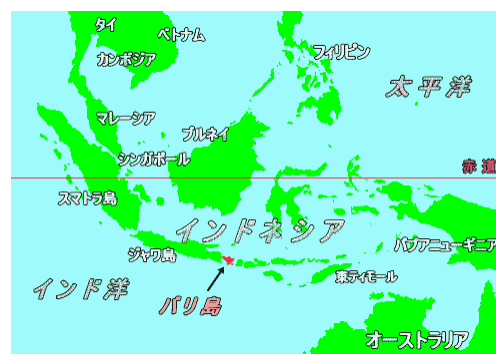 タイ
ベトナム
カンボジア
フィリピン
太平洋
マレーシア
ブルネイ
シンガポール
赤道
スマトラ島
インドネシア
ジャワ島
パプアニューギニア
東ティモール
インド洋
バリ島
オーストラリア